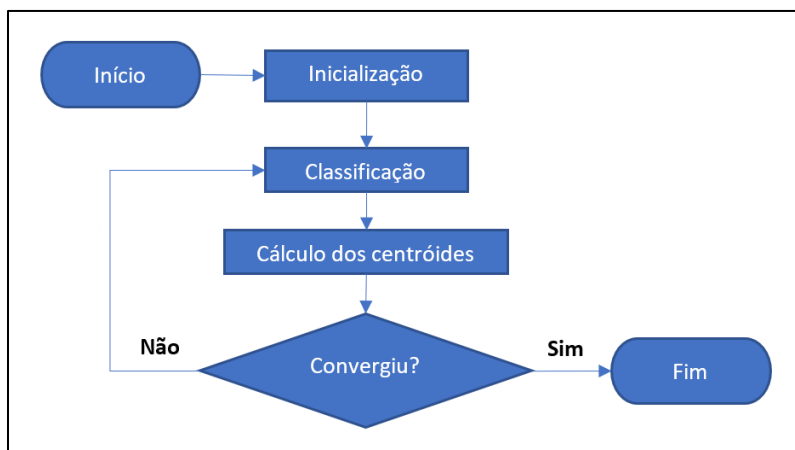 Início
Inicialização
Classificação
Cálculo dos centróides
Não
Convergiu?
Sim
Fim